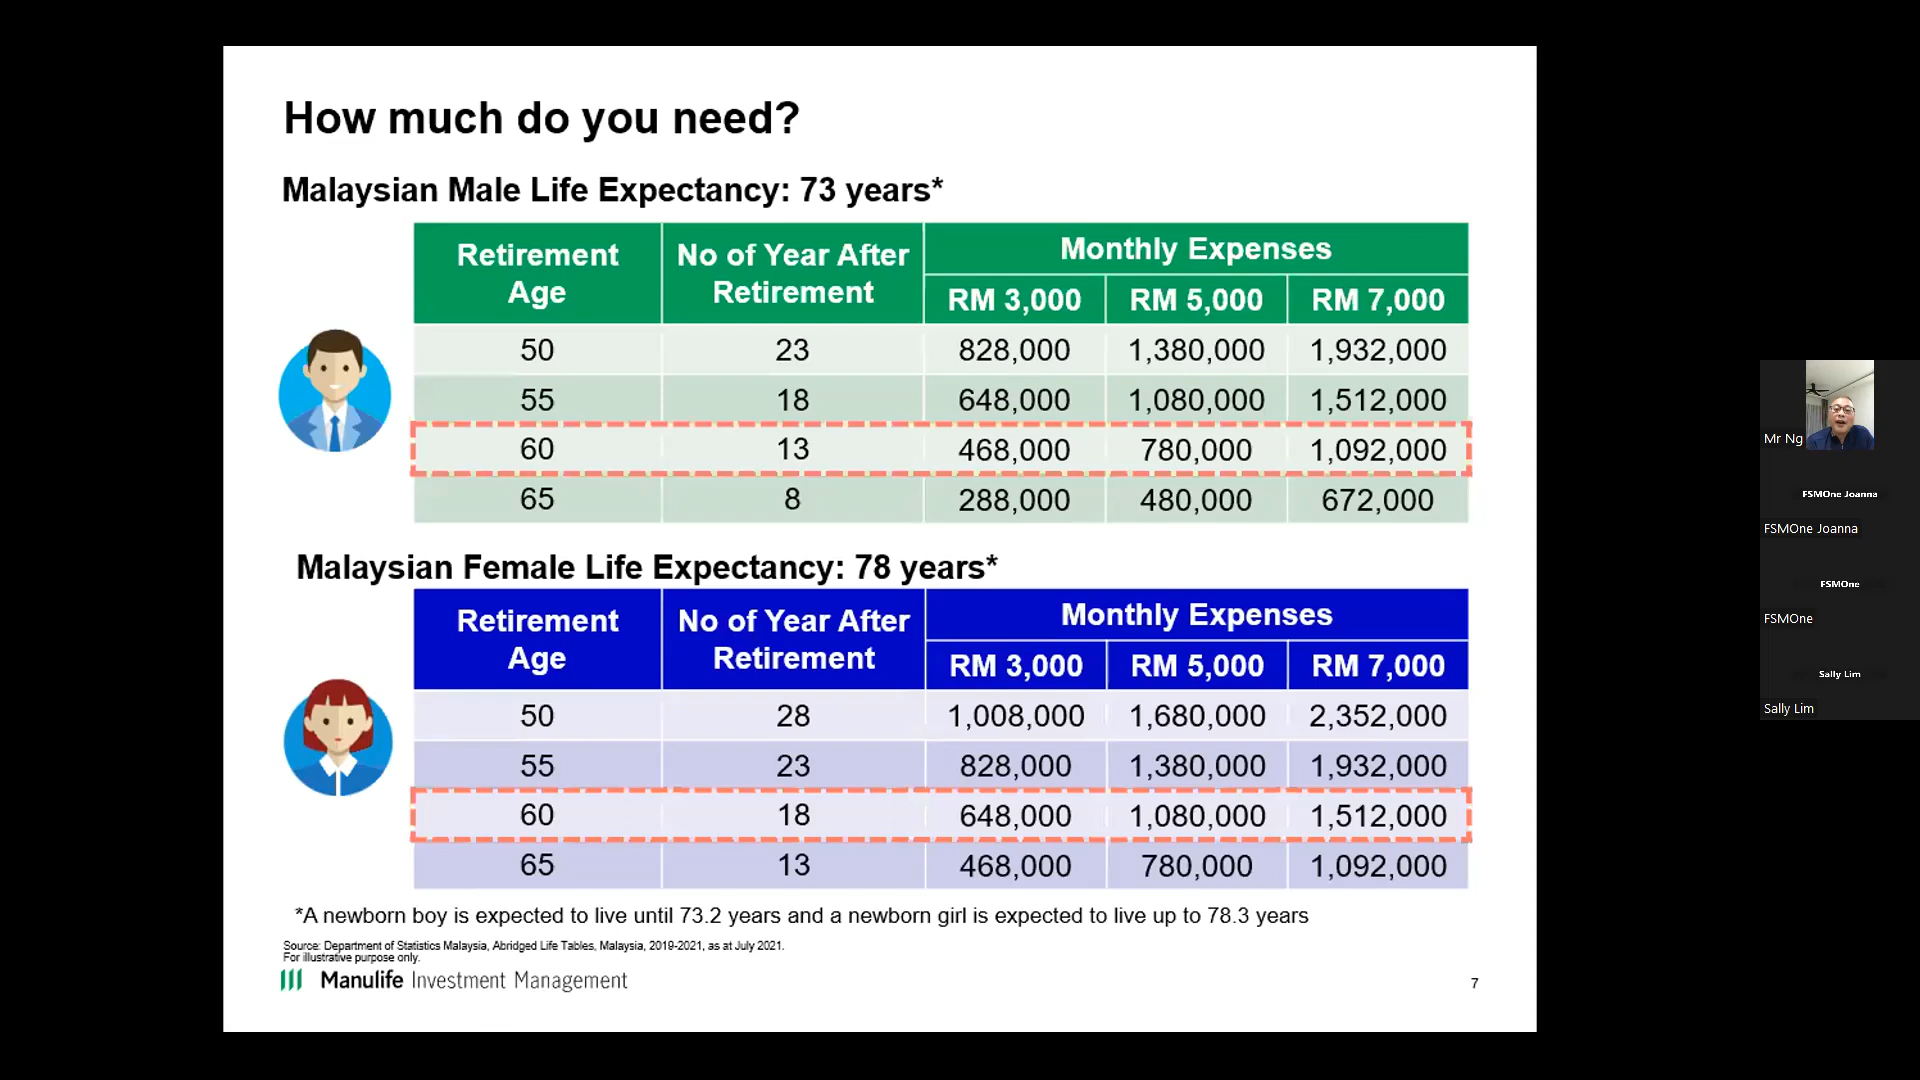 How much do you need?
Malaysian Male Life Expectancy: 73 years*
Retirement Age No of Year After Retirement Monthly Expenses
RM 3,000 RM 5,000 RM 7,000
50 23 828,000 1,380,000 1,932,000
55 18 648,000 1,080,000 1,512,000
60 13 468,000 780,000 1,092,000
65 8 288,000 480,000 672,000
Malaysian Female Life Expectancy: 78 years*
Retirement Age No of Year After Retirement Monthly Expenses
RM 3,000 RM 5,000 RM 7,000
50 28 1,008,000 1,680,000 2,352,000
55 23 828,000 1,380,000 1,932,000
60 18 648,000 1,080,000 1,512,000
65 13 468,000 780,000 1,092,000
*A newborn boy is expected to live until 73.2 years and a newborn girl is expected to live up to 78.3 years
Source: Department of Statistics Malaysia, Abridged Life Tables, Malaysia, 2019-2021, as at July 2021.
For illustrative purpose only.
Manulife Investment Management
7
Mr Ng
FSMOne Joanna
FSMOne Joanna
FSMOne
FSMOne
Sally Lim
Sally Lim